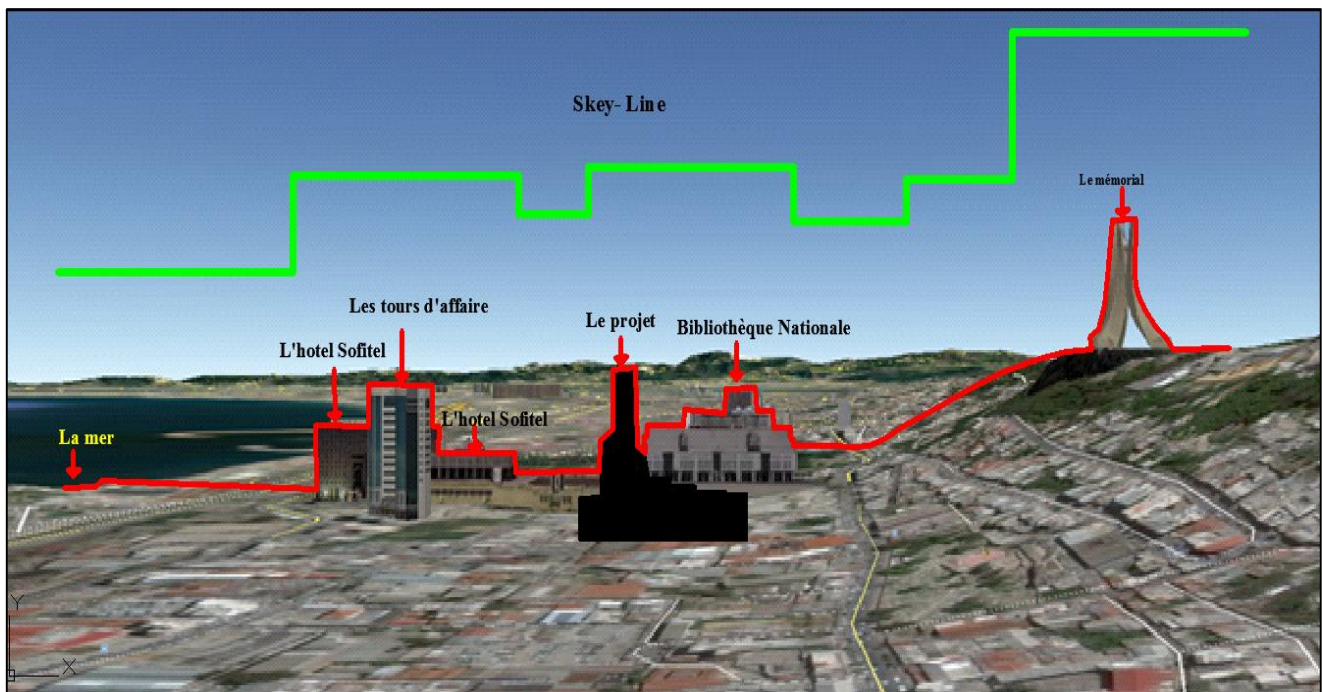 Skey- Line
Le mémorial
Les tours d'affaire
Le projet
Bibliothèque Nationale
L'hotel Sofitel
L'hotel Sofitel
La mer
Y
X